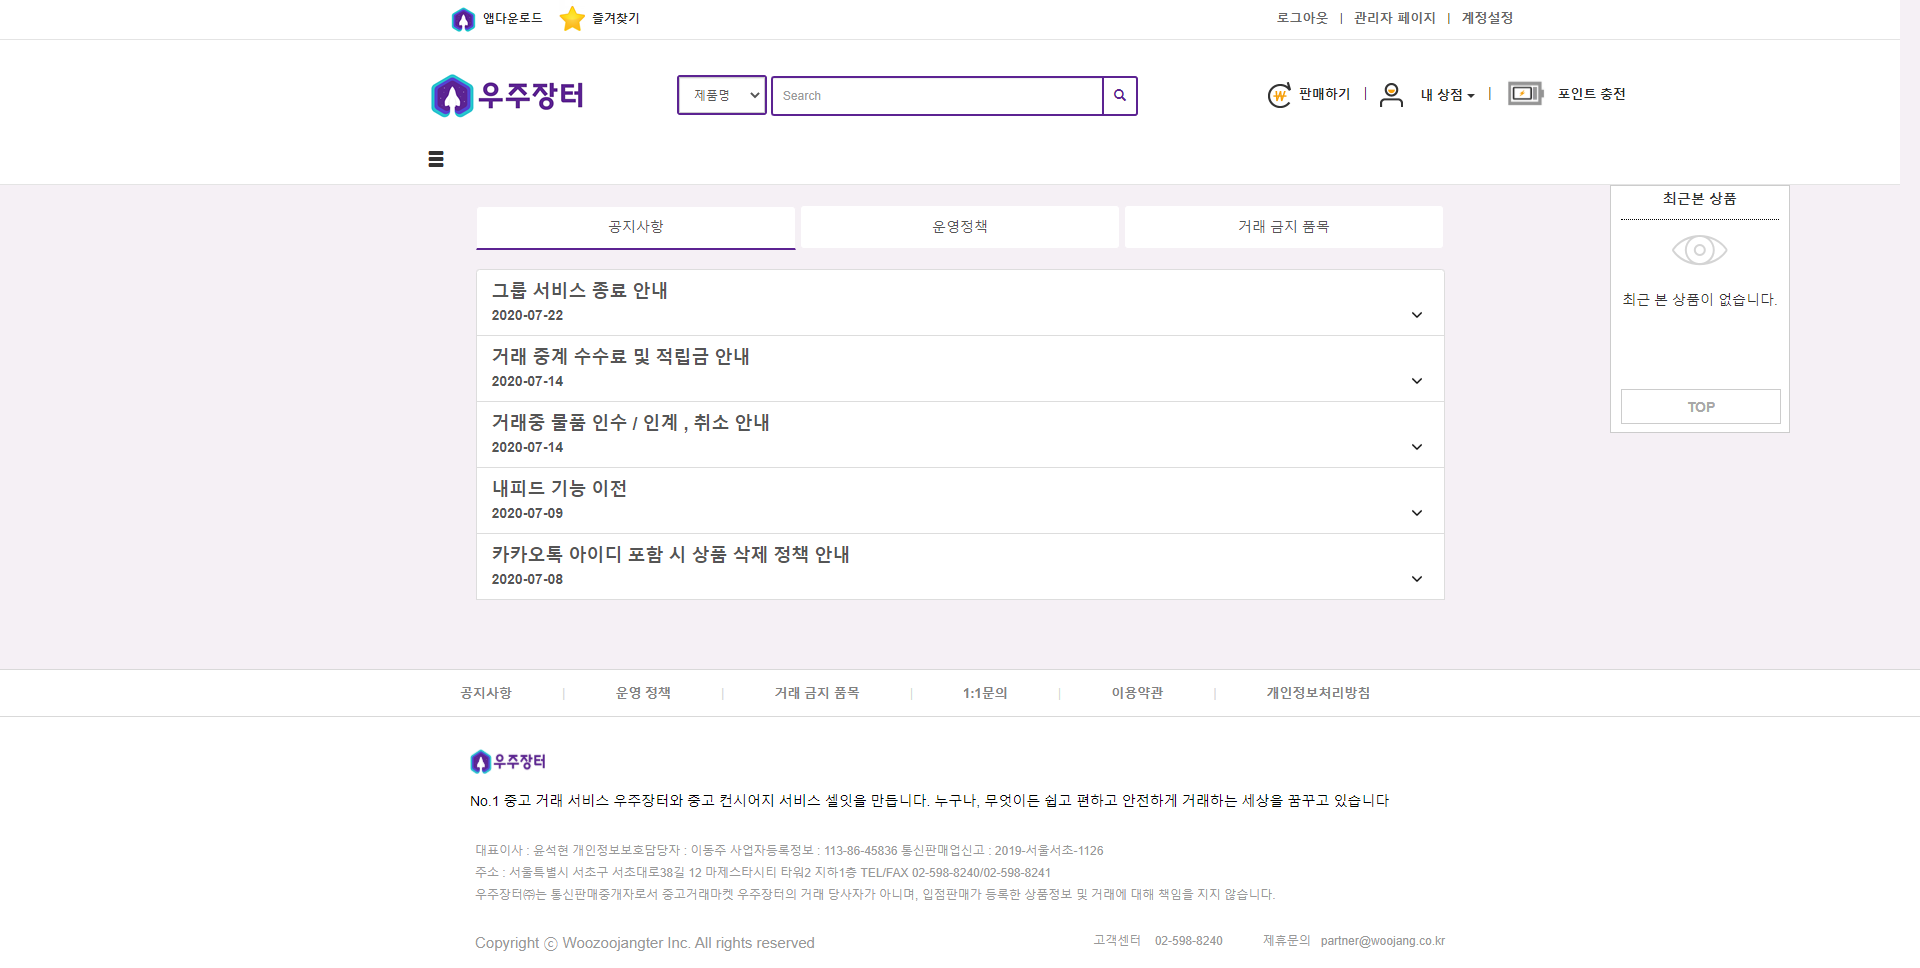 앱다운로드 즐겨찾기 로그아웃 | 관리자 페이지 | 계정설정
우주장터 제품명 Search 판매하기 | 내 상점 | 포인트 충전
최근본 상품
공지사항 운영정책 거래 금지 품목
그룹 서비스 종료 안내
2020-07-22
최근 본 상품이 없습니다.
거래 중계 수수료 및 적립금 안내
2020-07-14
TOP
거래중 물품 인수 / 인계 , 취소 안내
2020-07-14
내피드 기능 이전
2020-07-09
카카오톡 아이디 포함 시 상품 삭제 정책 안내
2020-07-08
공지사항 | 운영 정책 | 거래 금지 품목 | 1:1문의 | 이용약관 | 개인정보처리방침
우주장터
No.1 중고 거래 서비스 우주장터와 중고 컨시어지 서비스 셀잇을 만듭니다. 누구나, 무엇이든 쉽고 편하고 안전하게 거래하는 세상을 꿈꾸고 있습니다
대표이사 : 윤석현 개인정보보호담당자 : 이동주 사업자등록정보 : 113-86-45836 통신판매업신고 : 2019-서울서초-1126
주소 : 서울특별시 서초구 서초대로38길 12 마제스타시티 타워2 지하1층 TEL/FAX 02-598-8240/02-598-8241
우주장터㈜는 통신판매중개자로서 중고거래마켓 우주장터의 거래 당사자가 아니며, 입점판매가 등록한 상품정보 및 거래에 대해 책임을 지지 않습니다.
Copyright ⓒ Woozoojangter Inc. All rights reserved 고객센터 02-598-8240 제휴문의 partner@woojang.co.kr